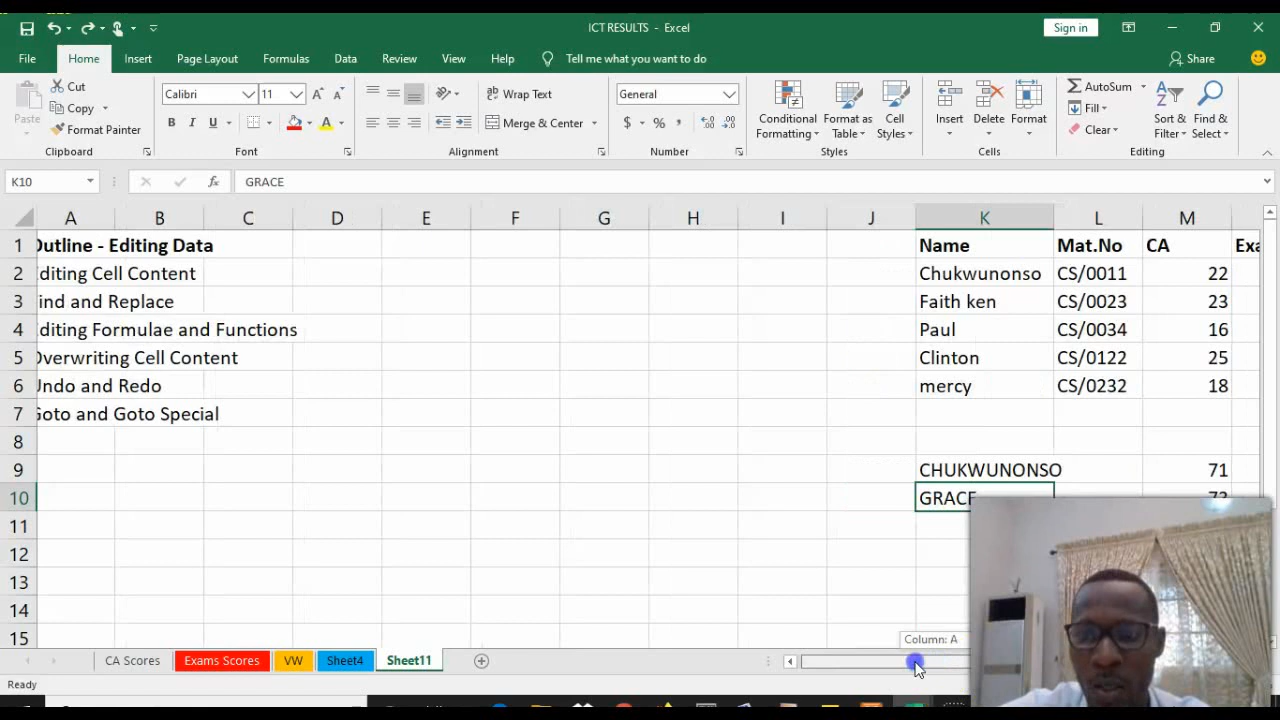 ICT RESULTS - Excel
Sign in
File Home Insert Page Layout Formulas Data Review View Help Tell me what you want to do Share
Paste Cut Copy Format Painter
Calibri 11
B I U
Wrap Text
Merge & Center
General
$ %
Conditional Formatting
Format as Table
Cell Styles
Insert Delete Format
AutoSum
Fill
Clear
Sort & Filter
Find & Select
Clipboard Font Alignment Number Styles Cells Editing
K10 fx GRACE
A B C D E F G H I J K L M
1 Outline - Editing Data Name Mat.No CA Exa
2 diting Cell Content Chukwunonso CS/0011 22
3 ind and Replace Faith ken CS/0023 23
4 diting Formulae and Functions Paul CS/0034 16
5 Overwriting Cell Content Clinton CS/0122 25
6 Undo and Redo mercy CS/0232 18
7 Goto and Goto Special
8
9 CHUKWUNONSO 71
10 GRACE
11
12
13
14
15
Column: A
CA Scores Exams Scores VW Sheet4 Sheet11
Ready